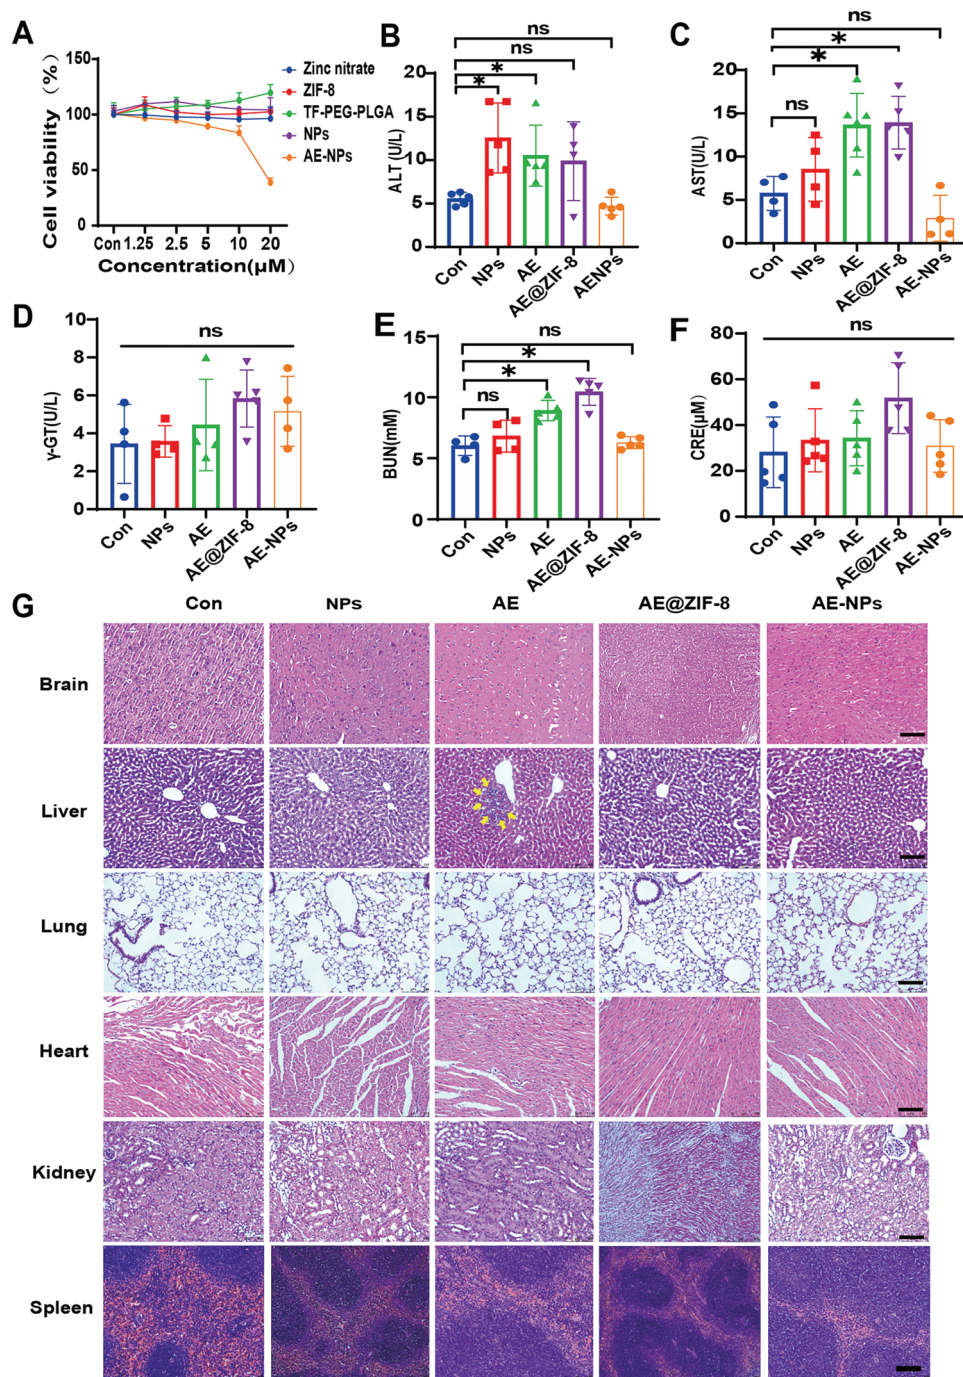 A
Cell viability (%)
150
100
50
0
Con 1.25 2.5 5 10 20
Concentration(μM)
Zinc nitrate
ZIF-8
TF-PEG-PLGA
NPs
AE-NPs
B
ALT (U/L)
20
15
10
5
0
ns
ns
*
*
Con NPs AE AE@ZIF-8 AENPs
C
AST(U/L)
20
15
10
5
0
ns
*
*
ns
Con NPs AE AE@ZIF-8 AE-NPs
D
γ-GT(U/L)
10
8
6
4
2
0
ns
Con NPs AE AE@ZIF-8 AE-NPs
E
BUN(mM)
15
10
5
0
ns
*
*
ns
Con NPs AE AE@ZIF-8 AE-NPs
F
CRE(μM)
80
60
40
20
0
ns
Con NPs AE AE@ZIF-8 AE-NPs
G
Con NPs AE AE@ZIF-8 AE-NPs
Brain
Liver
Lung
Heart
Kidney
Spleen